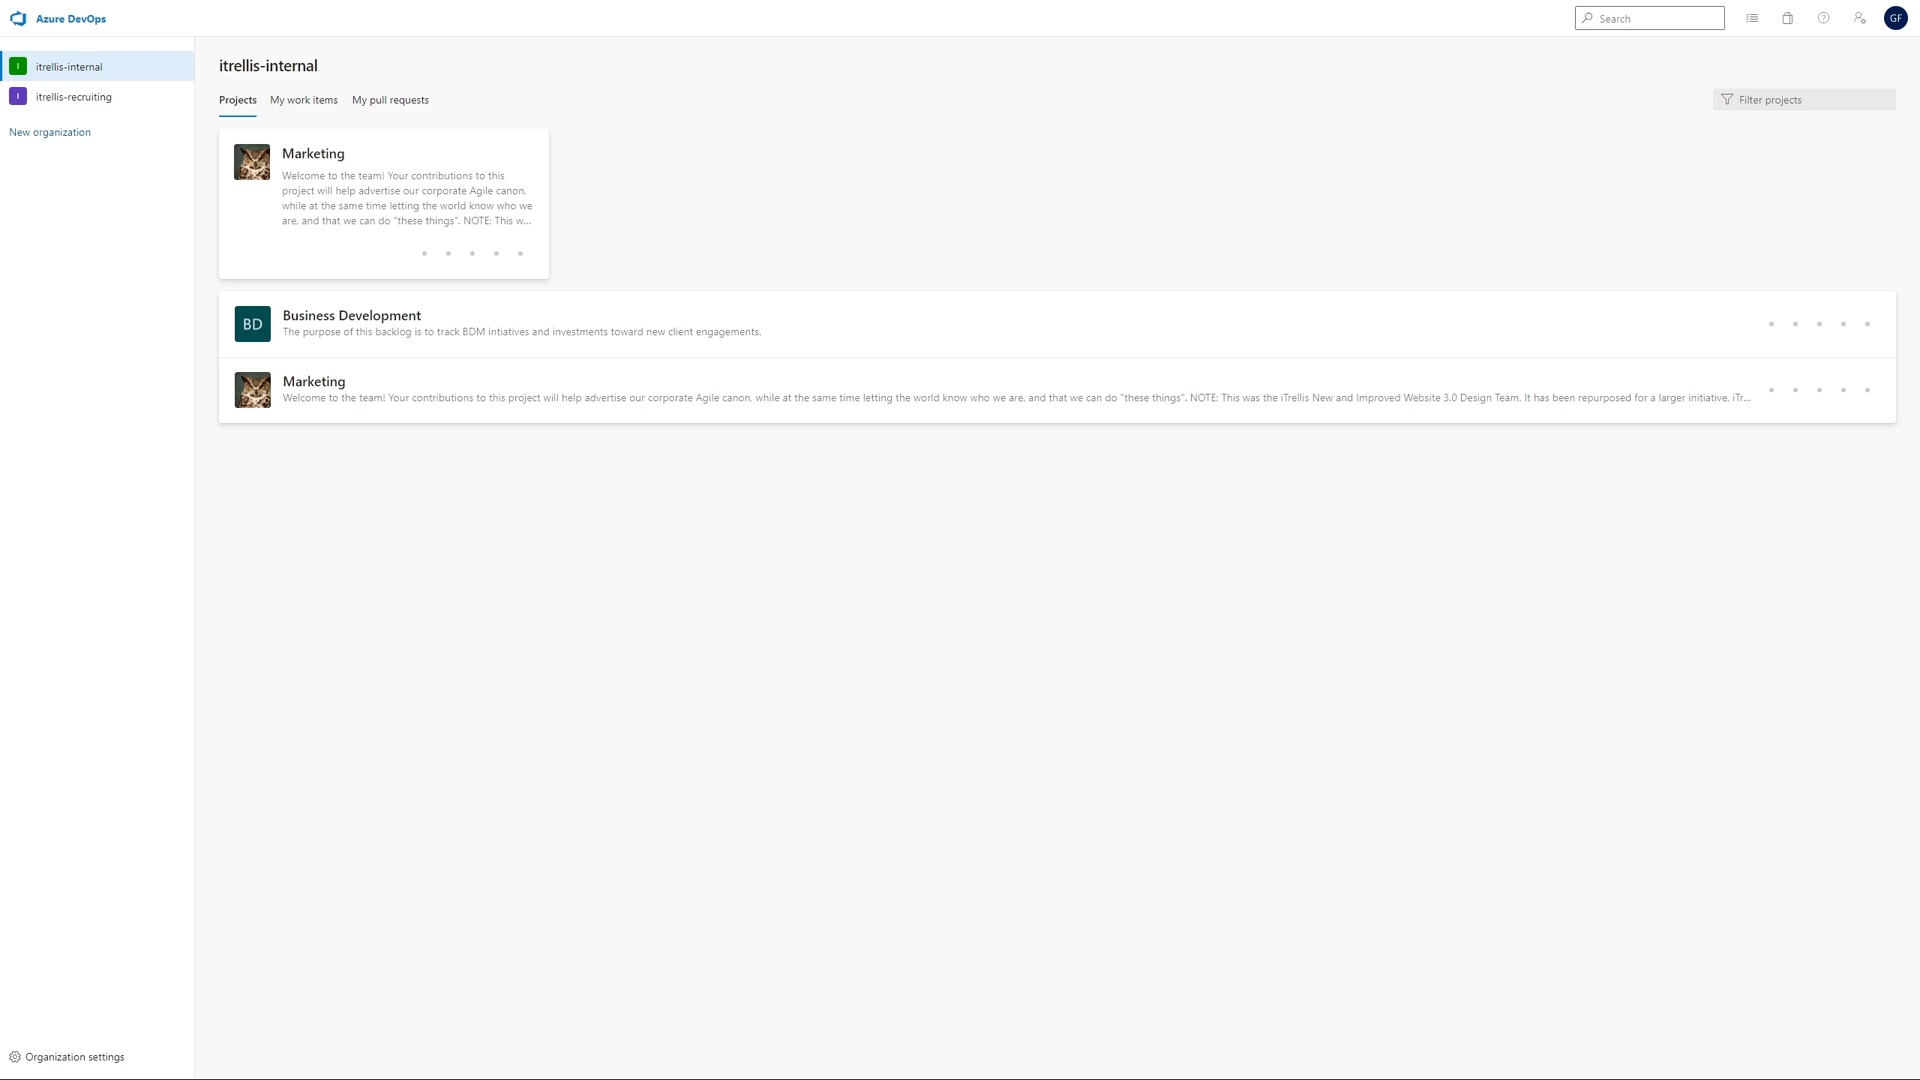 Azure DevOps
Search
GF
I itrellis-internal
I itrellis-recruiting
New organization
itrellis-internal
Projects My work items My pull requests
Filter projects
Marketing
Welcome to the team! Your contributions to this
project will help advertise our corporate Agile canon,
while at the same time letting the world know who we
are, and that we can do "these things". NOTE: This w...
BD
Business Development
The purpose of this backlog is to track BDM intiatives and investments toward new client engagements.
Marketing
Welcome to the team! Your contributions to this project will help advertise our corporate Agile canon, while at the same time letting the world know who we are, and that we can do "these things". NOTE: This was the iTrellis New and Improved Website 3.0 Design Team. It has been repurposed for a larger initiative, iTr...
Organization settings